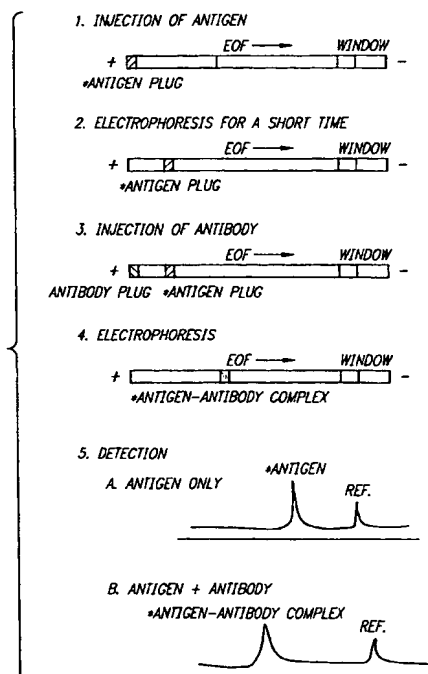 1. INJECTION OF ANTIGEN
EOF → WINDOW
+ -
*ANTIGEN PLUG
2. ELECTROPHORESIS FOR A SHORT TIME
EOF → WINDOW
+ -
*ANTIGEN PLUG
3. INJECTION OF ANTIBODY
EOF → WINDOW
+ -
ANTIBODY PLUG *ANTIGEN PLUG
4. ELECTROPHORESIS
EOF → WINDOW
+ -
*ANTIGEN-ANTIBODY COMPLEX
5. DETECTION
*ANTIGEN
A. ANTIGEN ONLY
REF.
B. ANTIGEN + ANTIBODY
*ANTIGEN-ANTIBODY COMPLEX
REF.